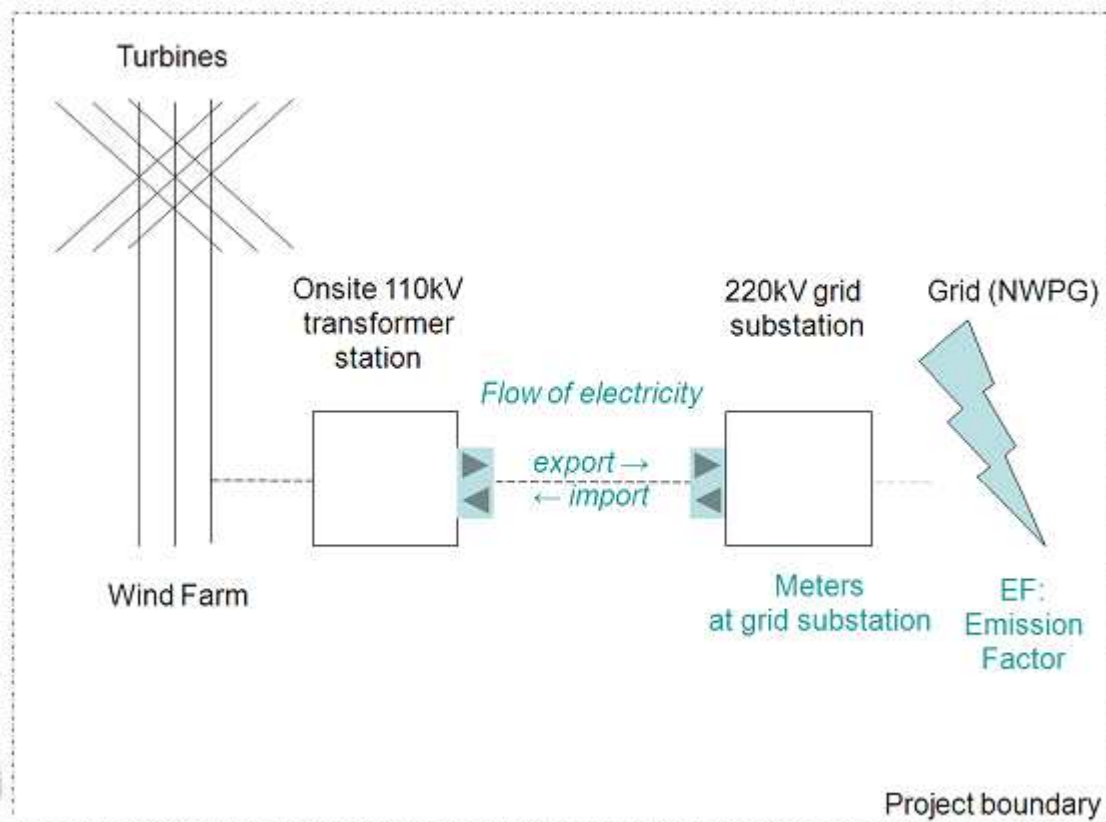 Turbines
Onsite 110kV
transformer
station
220kV grid
substation
Grid (NWPG)
Flow of electricity
export →
← import
Wind Farm
Meters
at grid substation
EF:
Emission
Factor
Project boundary